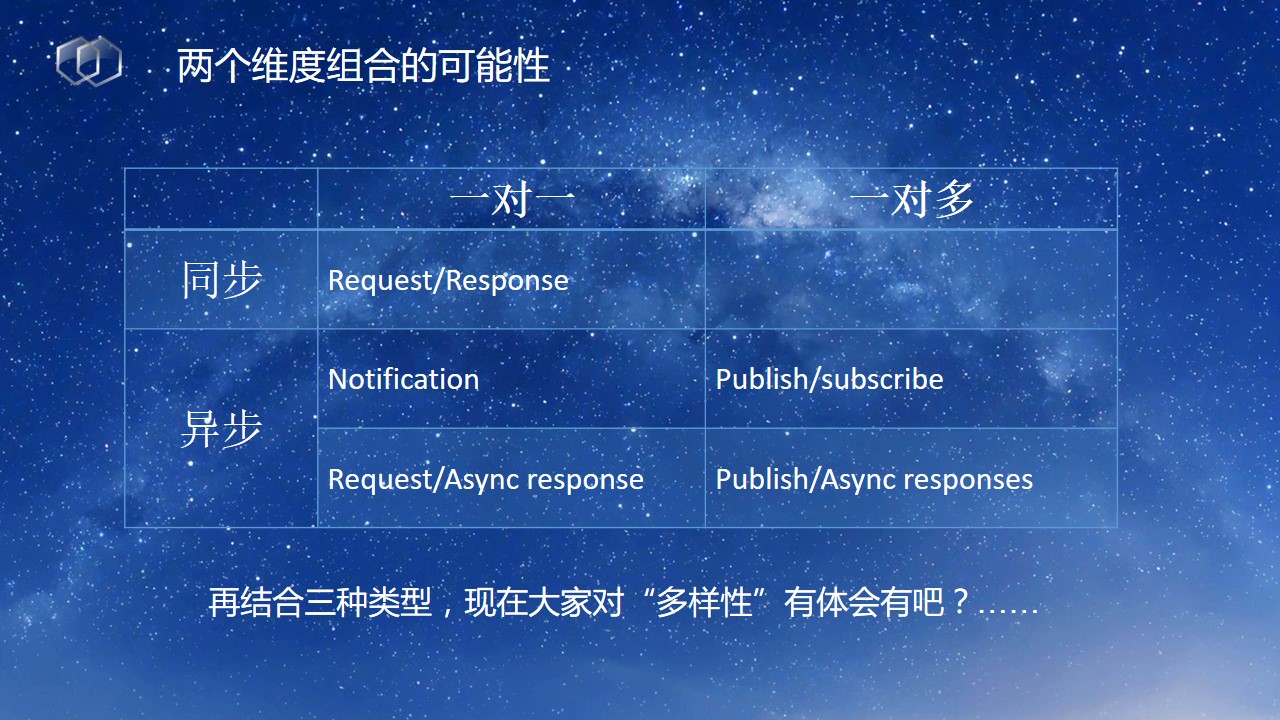 两个维度组合的可能性
一对一 一对多
同步 Request/Response
异步 Notification Publish/subscribe
Request/Async response Publish/Async responses
再结合三种类型，现在大家对“多样性”有体会有吧？……